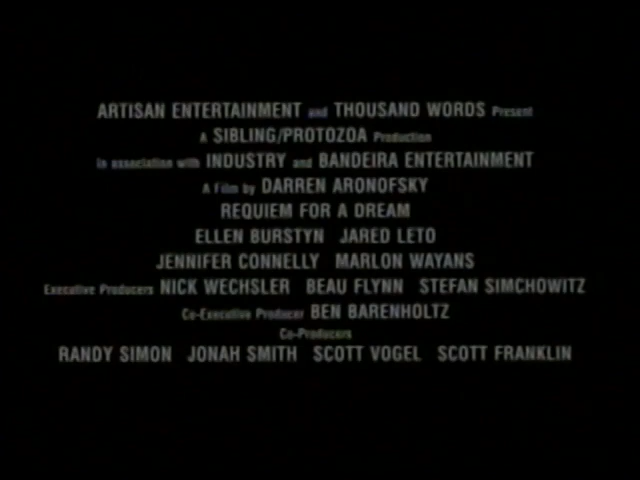 ARTISAN ENTERTAINMENT and THOUSAND WORDS Present
A SIBLING/PROTOZOA Production
in association with INDUSTRY and BANDEIRA ENTERTAINMENT
A Film by DARREN ARONOFSKY
REQUIEM FOR A DREAM
ELLEN BURSTYN JARED LETO
JENNIFER CONNELLY MARLON WAYANS
Executive Producers NICK WECHSLER BEAU FLYNN STEFAN SIMCHOWITZ
Co-Executive Producer BEN BARENHOLTZ
Co-Producers
RANDY SIMON JONAH SMITH SCOTT VOGEL SCOTT FRANKLIN